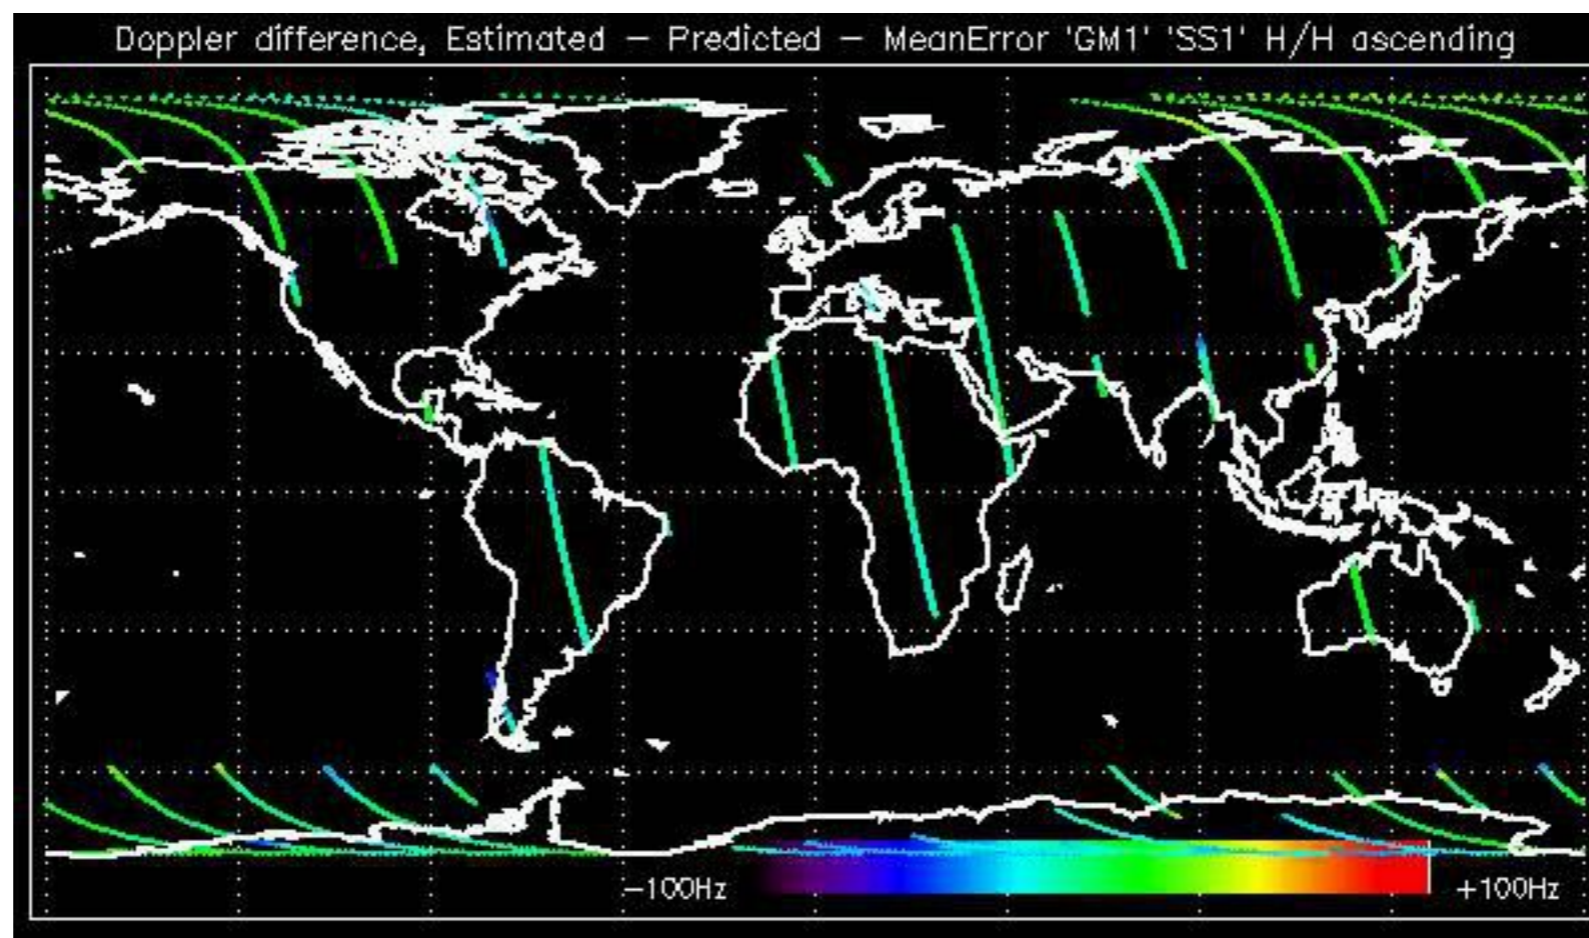 Doppler difference, Estimated – Predicted – MeanError 'GM1' 'SS1' H/H ascending
–100Hz
+100Hz